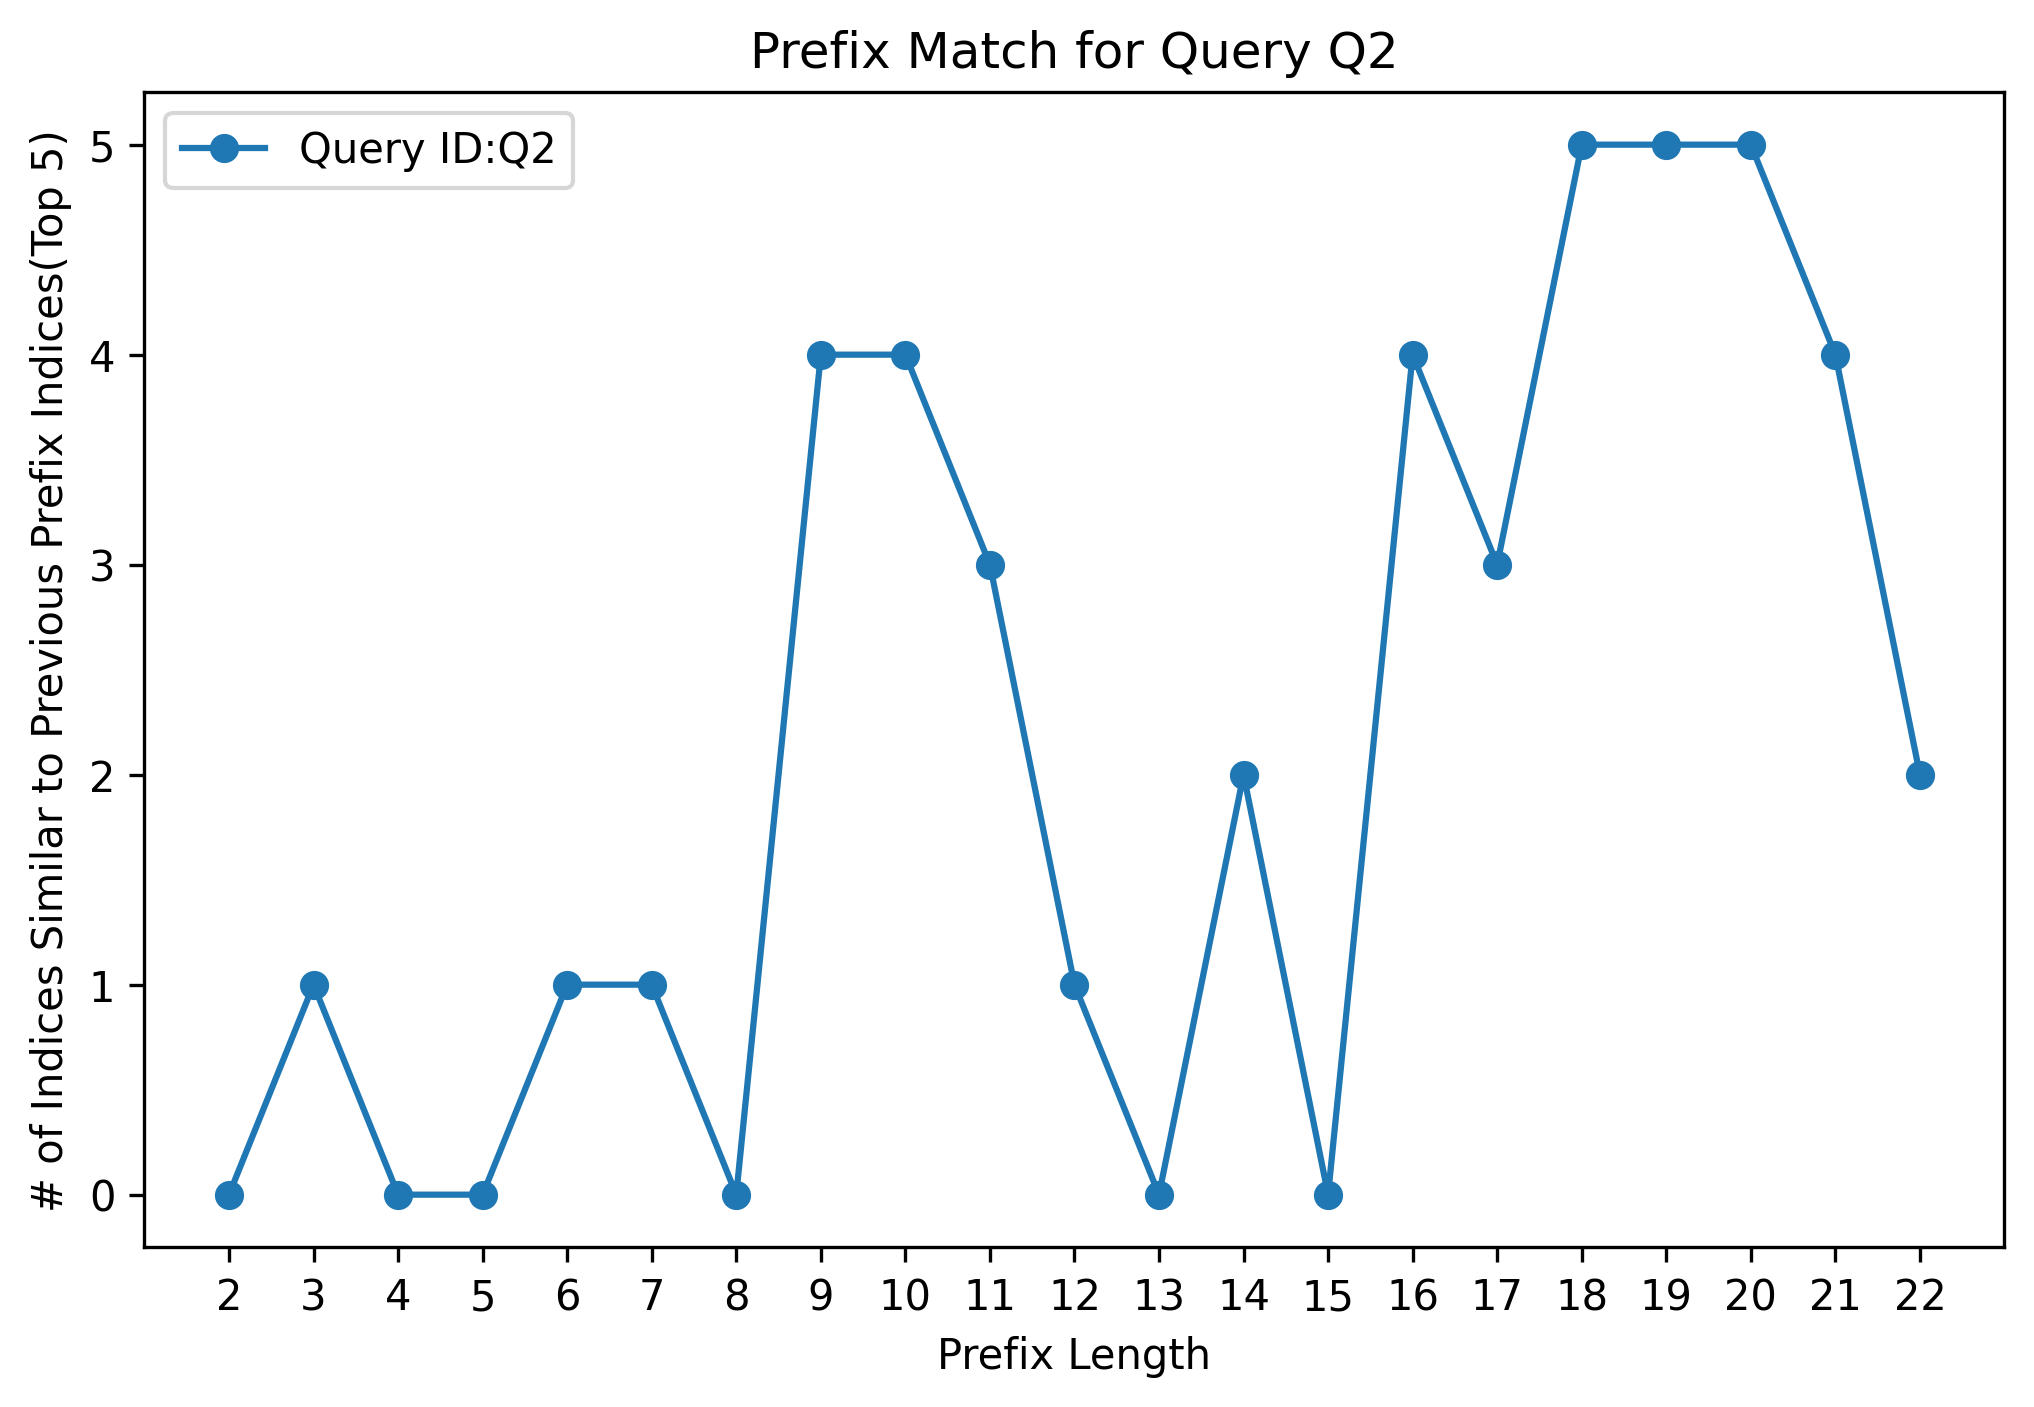 Prefix Match for Query Q2
Query ID:Q2
# of Indices Similar to Previous Prefix Indices(Top 5)
5
4
3
2
1
0
2 3 4 5 6 7 8 9 10 11 12 13 14 15 16 17 18 19 20 21 22
Prefix Length